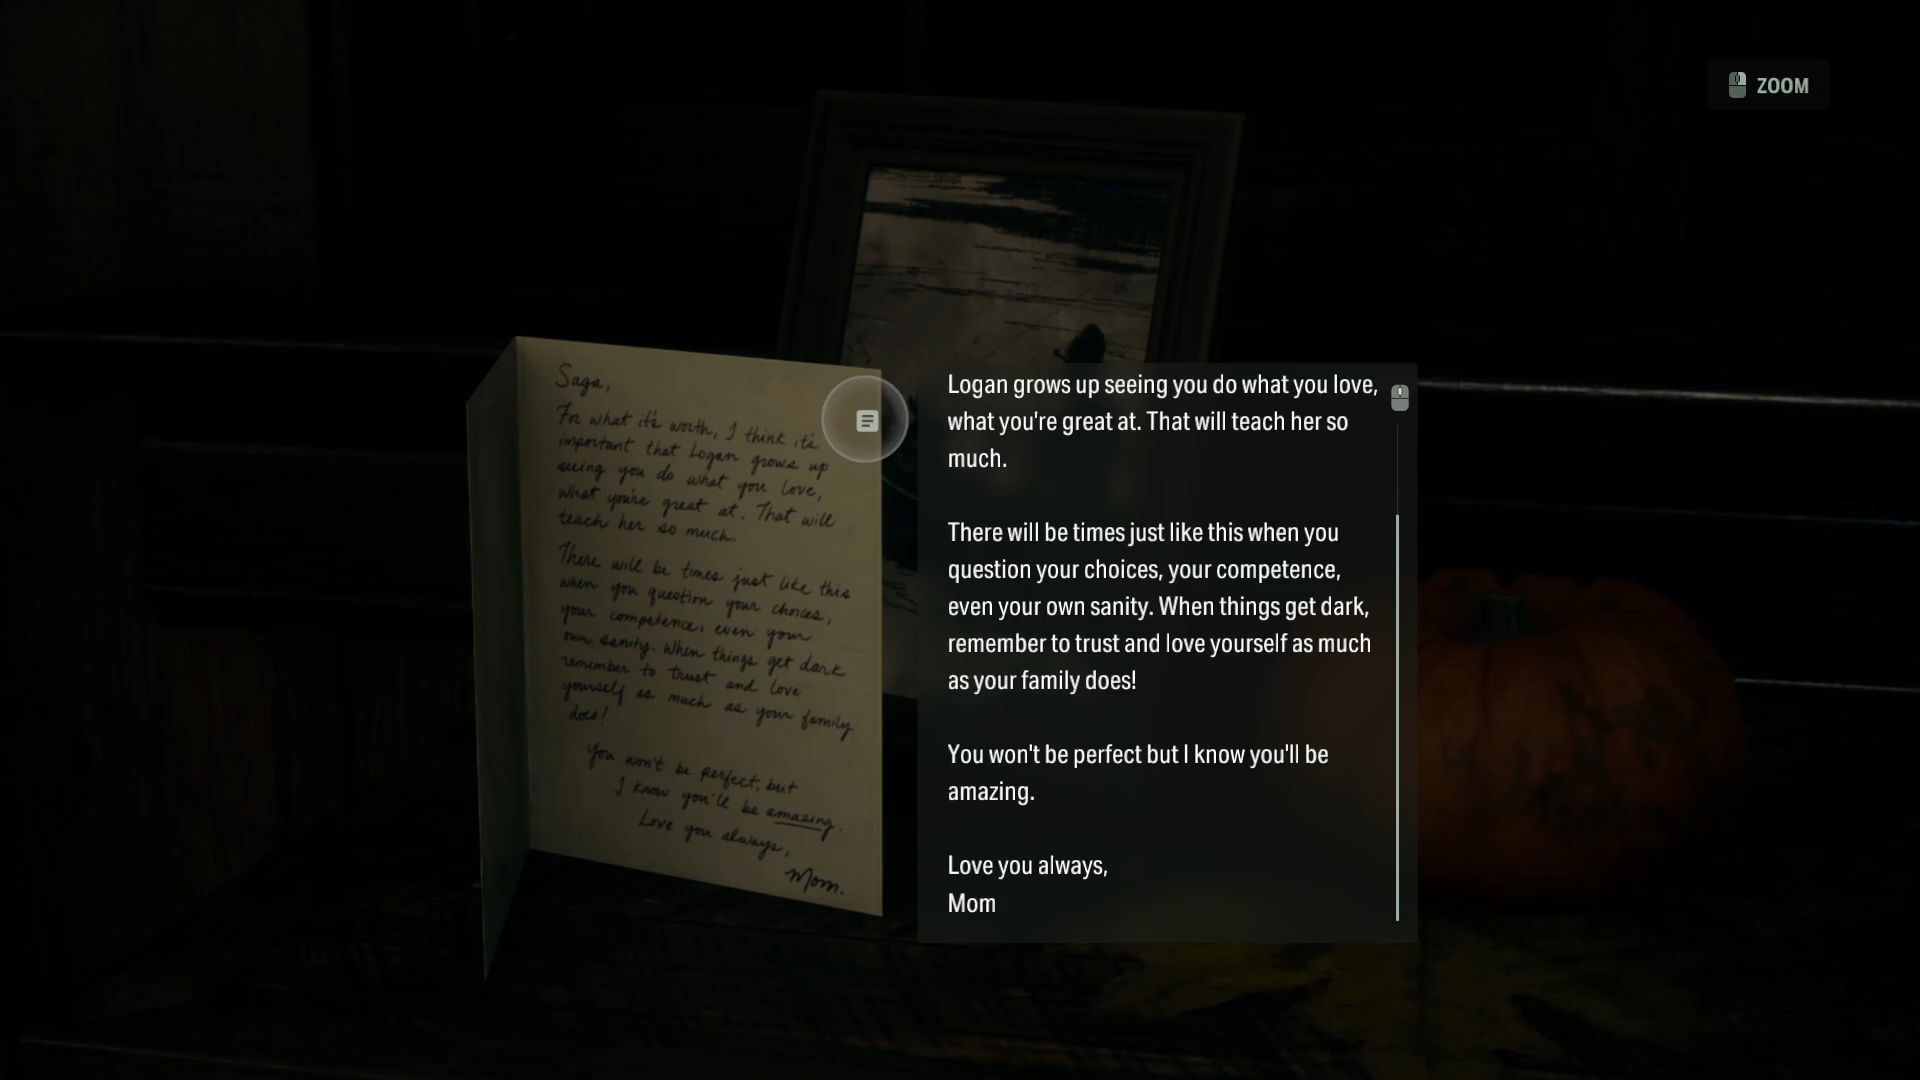 ZOOM
Saga,
For what it's worth, I think it's
important that Logan grows up
seeing you do what you love,
what you're great at. That will
teach her so much.
There will be times just like this
when you question your choices,
your competence, even your
own sanity. When things get dark
remember to trust and love
yourself as much as your family
does!
You won't be perfect, but
I know you'll be amazing.
Love you always,
Mom.
Logan grows up seeing you do what you love,
what you're great at. That will teach her so
much.
There will be times just like this when you
question your choices, your competence,
even your own sanity. When things get dark,
remember to trust and love yourself as much
as your family does!
You won't be perfect but I know you'll be
amazing.
Love you always,
Mom